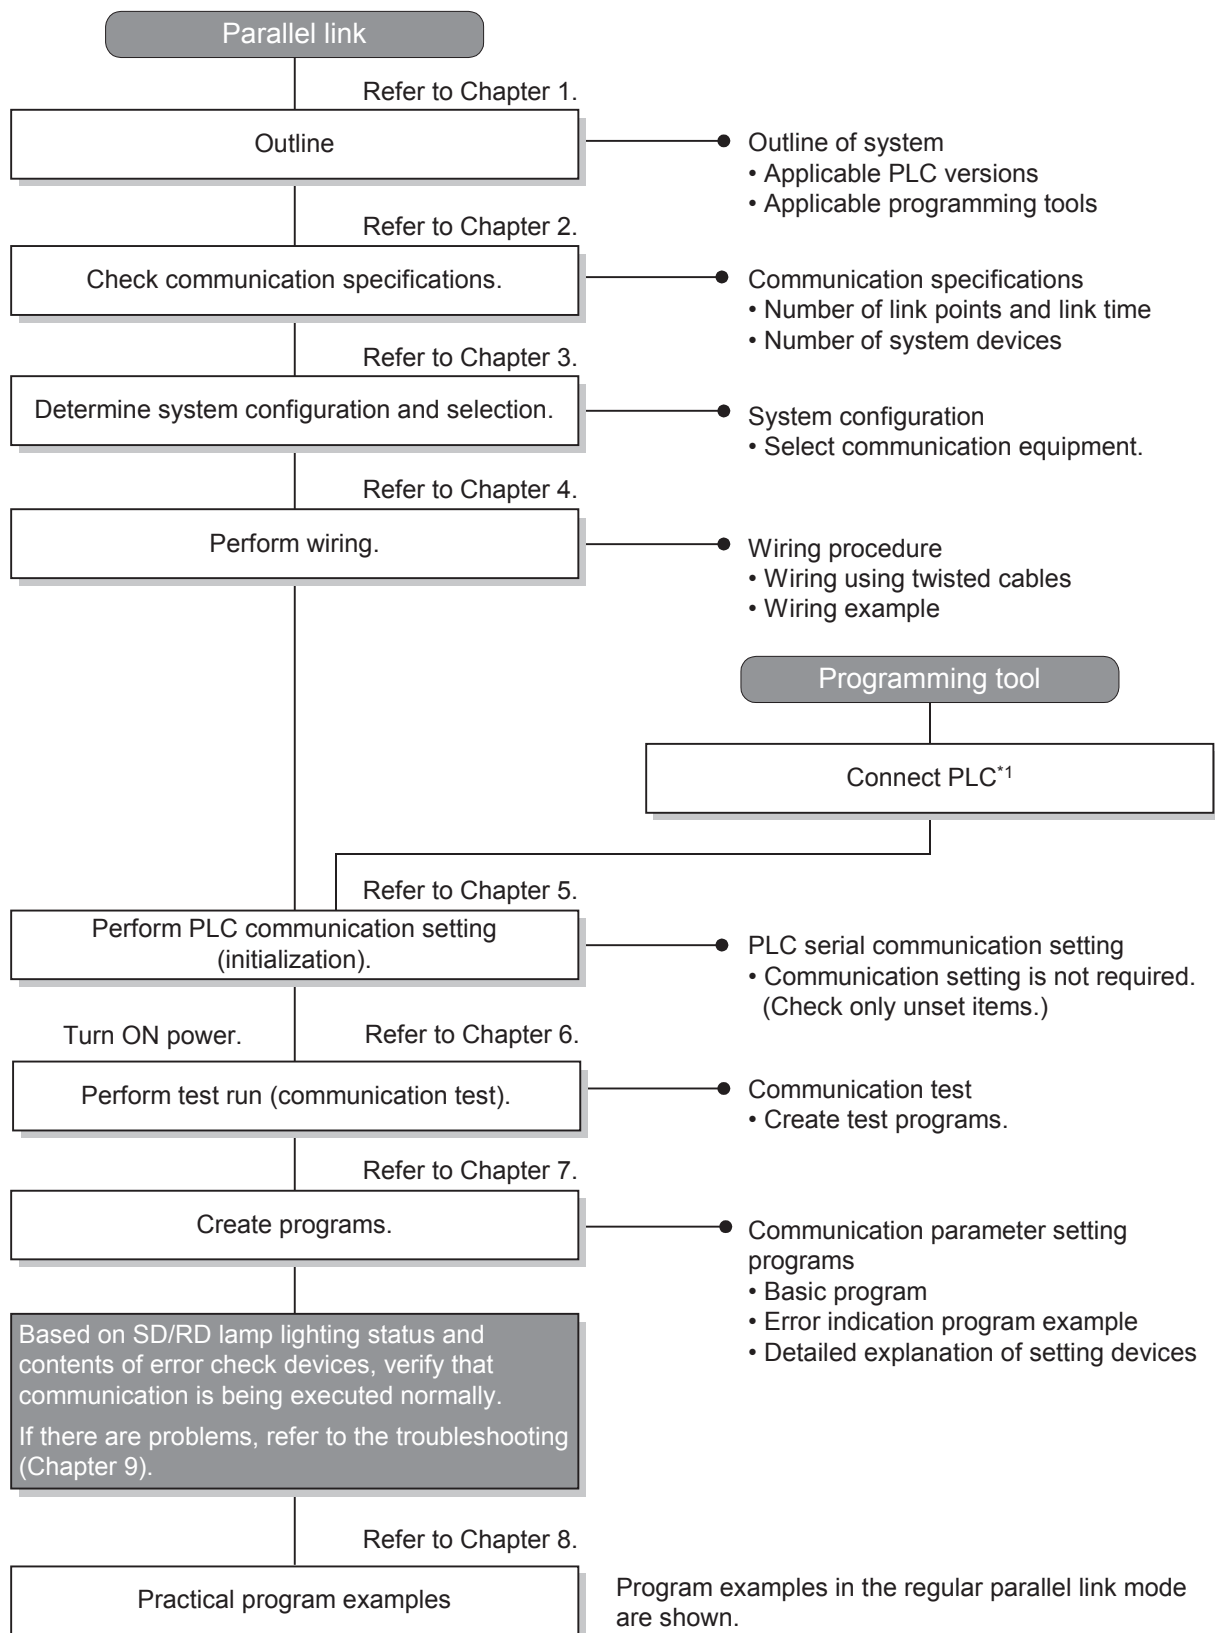 Parallel link
Refer to Chapter 1.
Outline
Outline of system
• Applicable PLC versions
• Applicable programming tools
Refer to Chapter 2.
Check communication specifications.
Communication specifications
• Number of link points and link time
• Number of system devices
Refer to Chapter 3.
Determine system configuration and selection.
System configuration
• Select communication equipment.
Refer to Chapter 4.
Perform wiring.
Wiring procedure
• Wiring using twisted cables
• Wiring example
Programming tool
Connect PLC*1
Refer to Chapter 5.
Perform PLC communication setting
(initialization).
PLC serial communication setting
• Communication setting is not required.
(Check only unset items.)
Turn ON power.
Refer to Chapter 6.
Perform test run (communication test).
Communication test
• Create test programs.
Refer to Chapter 7.
Create programs.
Communication parameter setting
programs
• Basic program
• Error indication program example
• Detailed explanation of setting devices
Based on SD/RD lamp lighting status and
contents of error check devices, verify that
communication is being executed normally.
If there are problems, refer to the troubleshooting
(Chapter 9).
Refer to Chapter 8.
Practical program examples
Program examples in the regular parallel link mode
are shown.